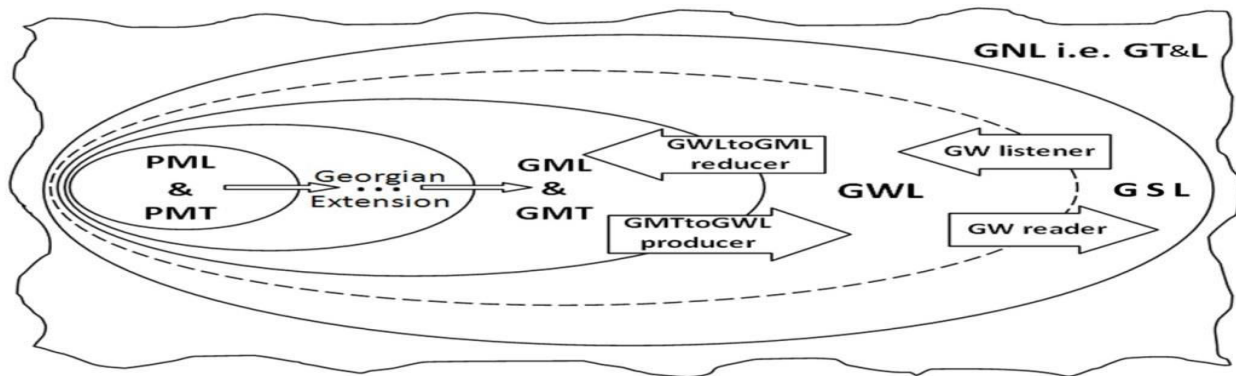 GNL i.e. GT&L
PML
&
PMT
Georgian
• • •
Extension
GML
&
GMT
GWLtoGML
reducer
GMTtoGWL
producer
GWL
GW listener
GW reader
G S L